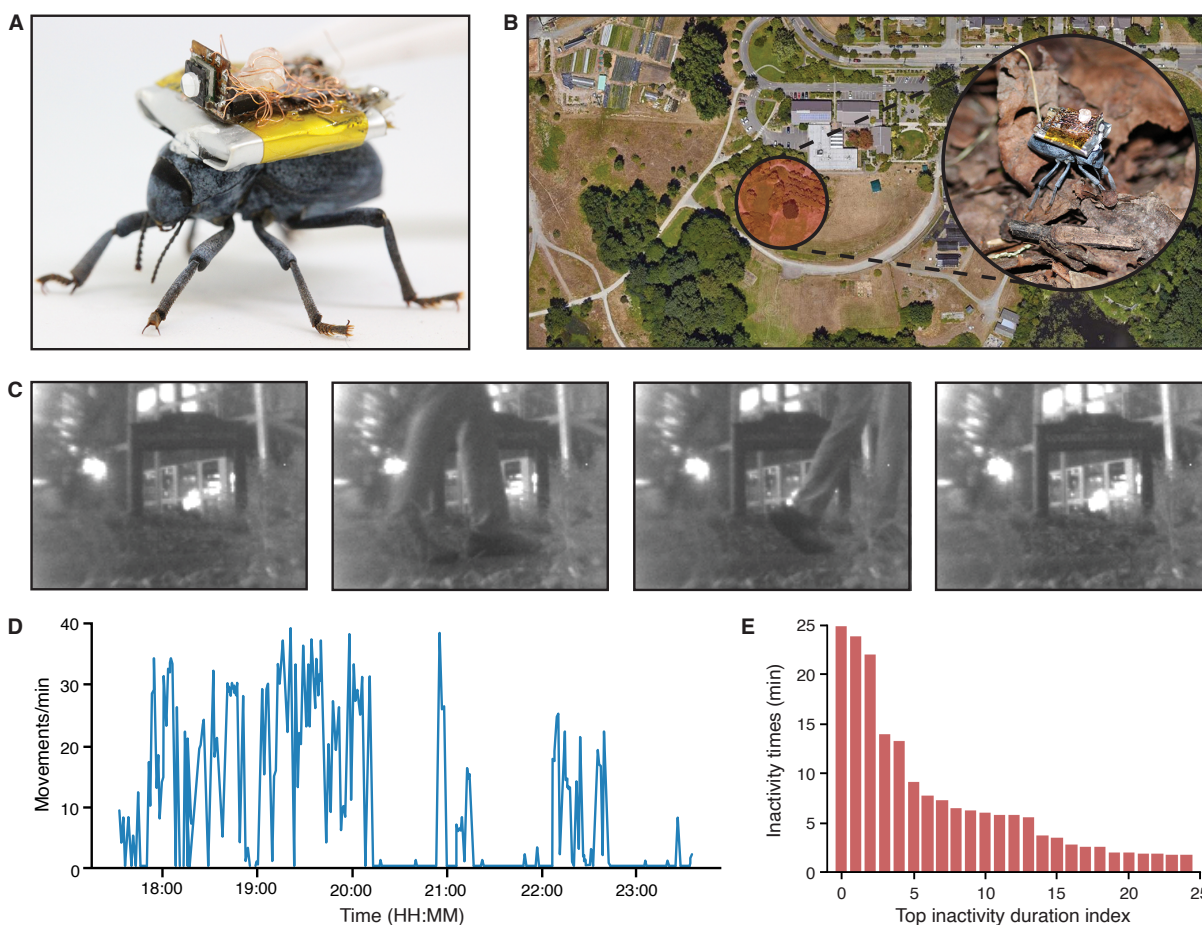 A
B
C
D
40
30
20
10
0
Movements/min
18:00
19:00
20:00
21:00
22:00
23:00
Time (HH:MM)
E
25
20
15
10
5
0
Inactivity times (min)
0
5
10
15
20
25
Top inactivity duration index